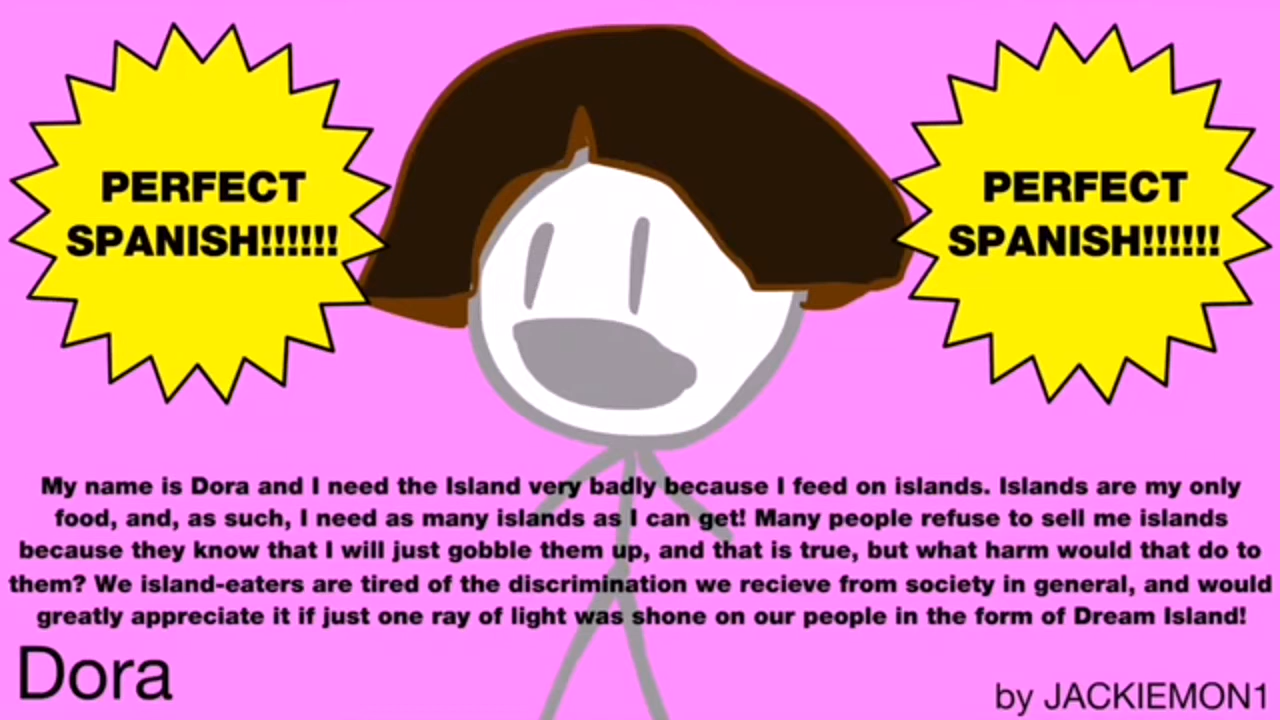 PERFECT
SPANISH!!!!!!
PERFECT
SPANISH!!!!!!
My name is Dora and I need the Island very badly because I feed on islands. Islands are my only
food, and, as such, I need as many islands as I can get! Many people refuse to sell me islands
because they know that I will just gobble them up, and that is true, but what harm would that do to
them? We island-eaters are tired of the discrimination we recieve from society in general, and would
greatly appreciate it if just one ray of light was shone on our people in the form of Dream Island!
Dora
by JACKIEMON1